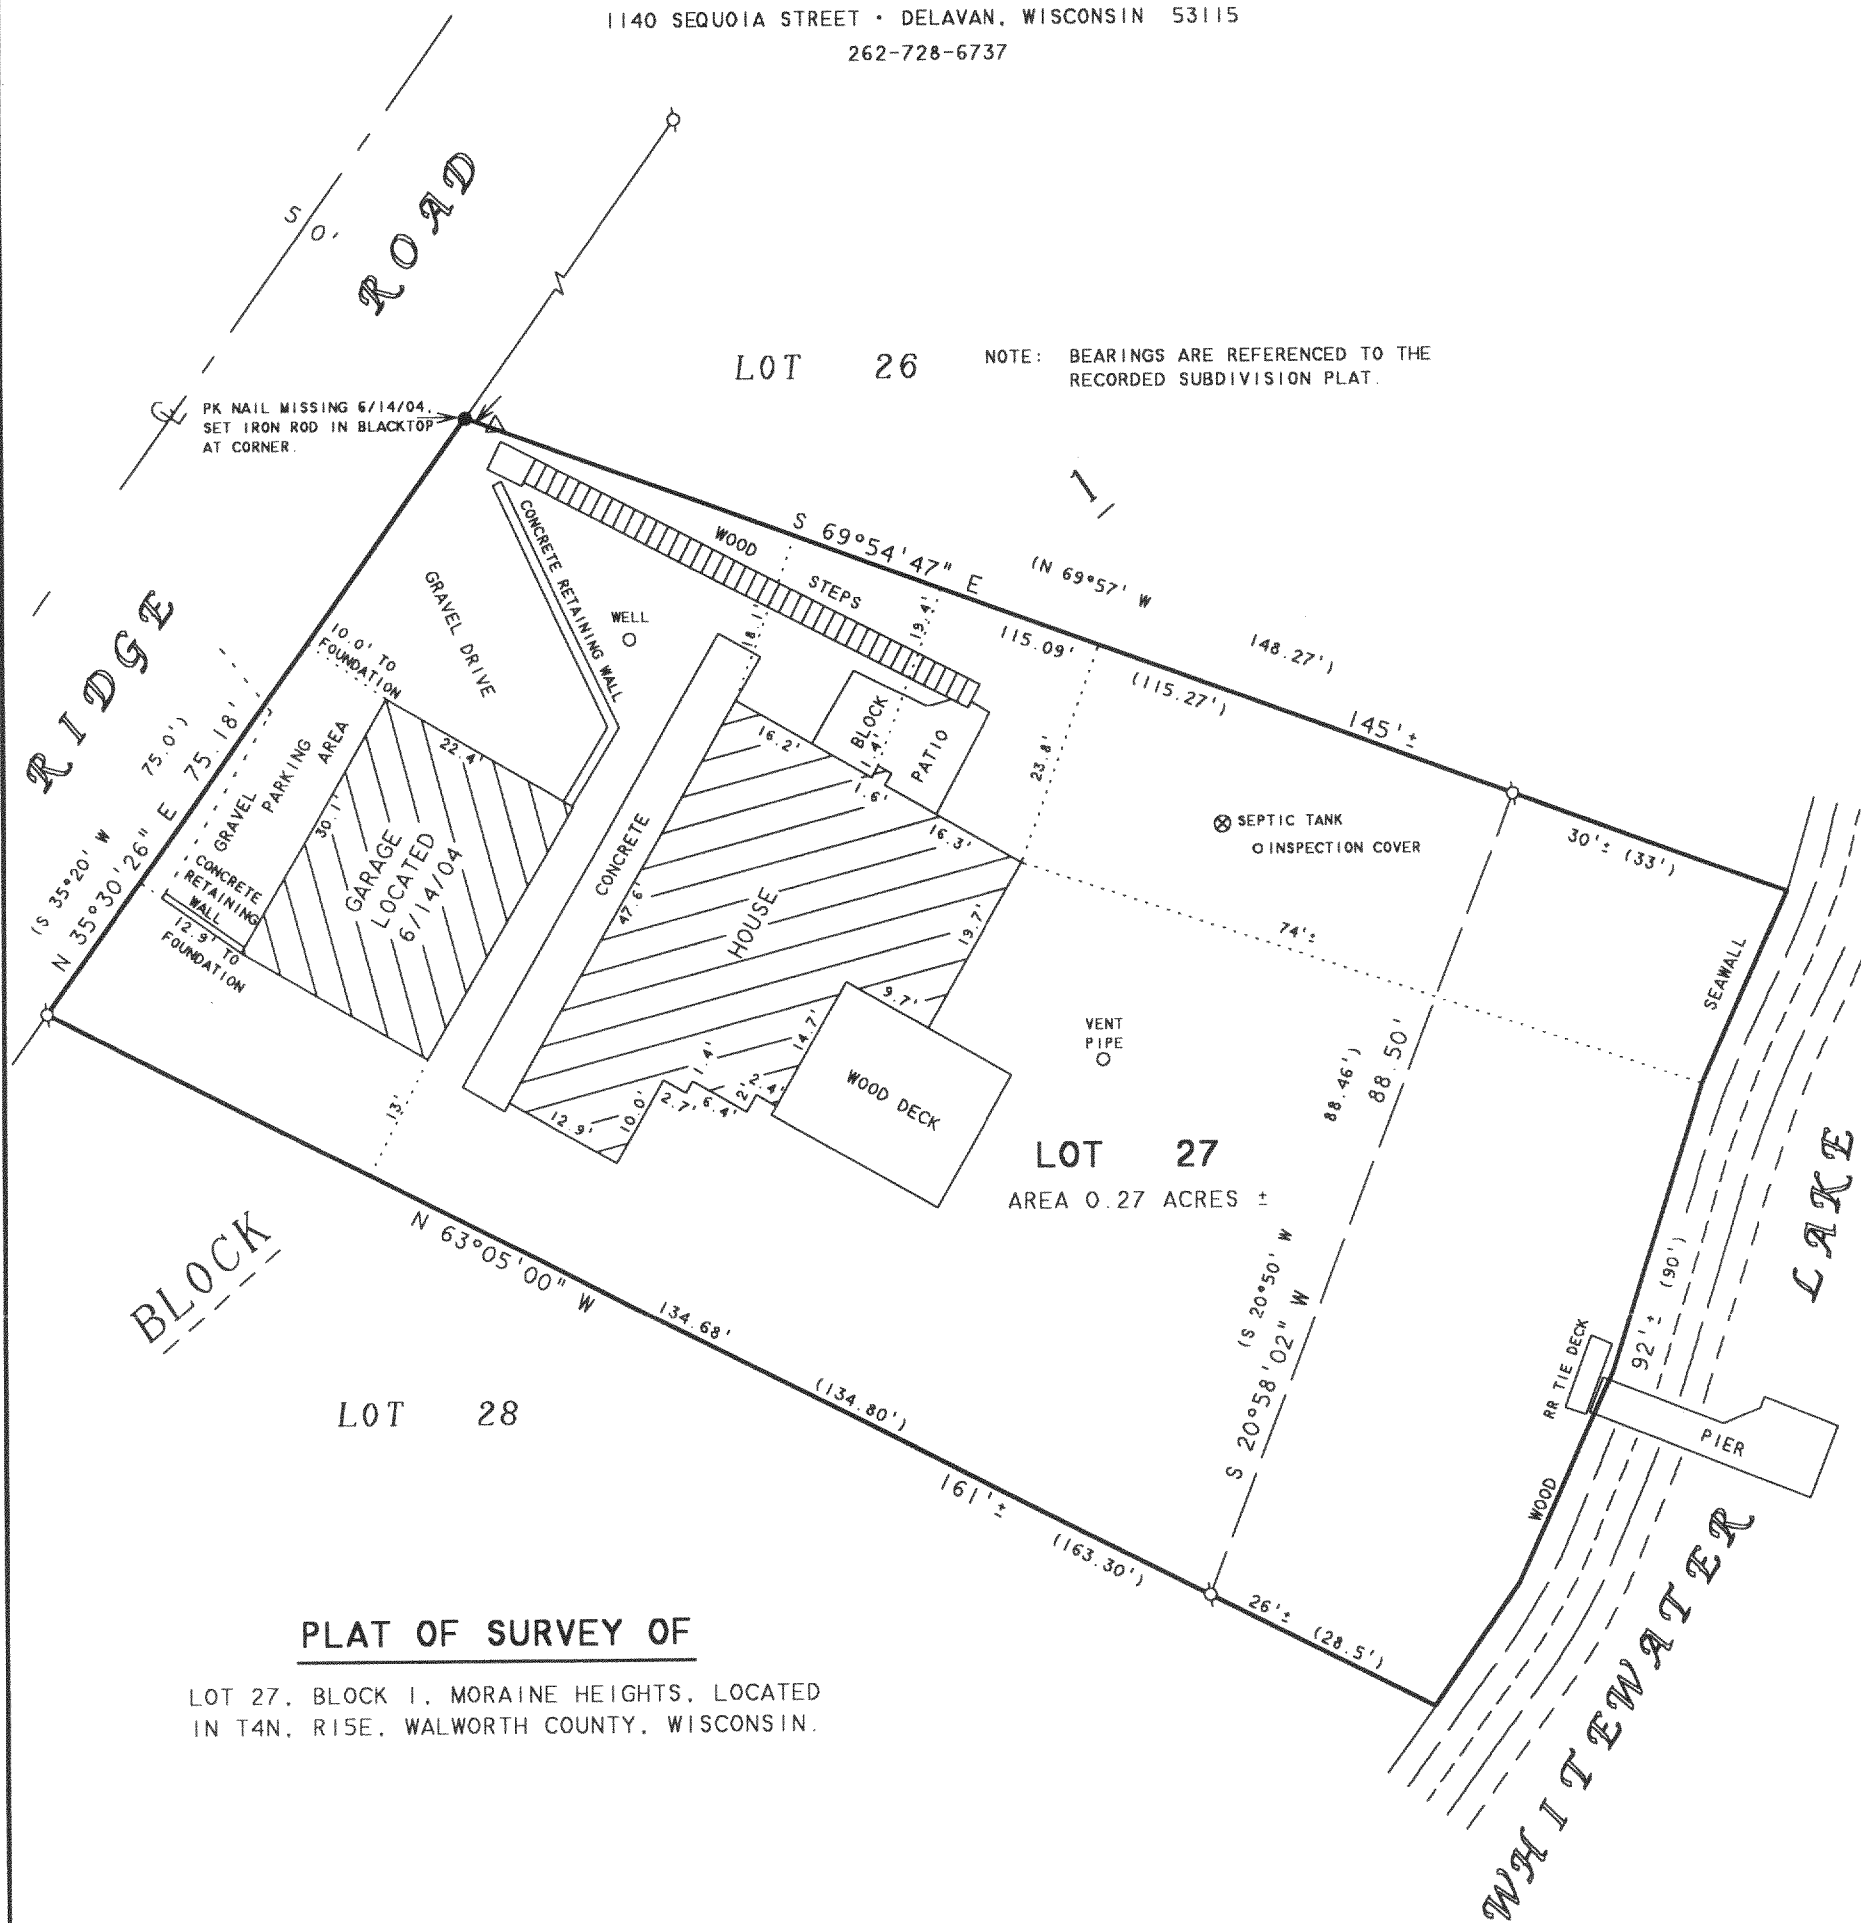 1140 SEQUOIA STREET • DELAVAN, WISCONSIN 53115
262-728-6737
RIDGE ROAD
50'
LOT 26
NOTE: BEARINGS ARE REFERENCED TO THE
RECORDED SUBDIVISION PLAT.
℄
PK NAIL MISSING 6/14/04,
SET IRON ROD IN BLACKTOP
AT CORNER.
BLOCK 1
S 69°54'47" E
115.09'
(N 69°57' W
148.27')
(115.27')
145'±
30'± (33')
WOOD STEPS
CONCRETE RETAINING WALL
GRAVEL DRIVE
WELL
18.1'
19.4'
23.8'
10.0' TO
FOUNDATION
GRAVEL PARKING AREA
22.4'
30.1'
GARAGE
LOCATED
6/14/04
CONCRETE
RETAINING
WALL
12.9' TO
FOUNDATION
(S 35°20' W
75.0')
N 35°30'26" E 75.18'
CONCRETE
BLOCK
PATIO
16.2'
1.4'
1.6'
16.3'
47.6'
HOUSE
19.7'
9.7'
14.7'
1.4'
2'
2.4'
6.4'
2.7'
10.0'
12.9'
13'
WOOD DECK
SEPTIC TANK
INSPECTION COVER
74'±
VENT
PIPE
LOT 27
AREA 0.27 ACRES ±
88.46')
88.50'
(S 20°50' W
S 20°58'02" W
WOOD SEAWALL
92'± (90')
RR TIE DECK
PIER
WHITEWATER LAKE
N 63°05'00" W
134.68'
(134.80')
161'±
(163.30')
26'±
(28.5')
LOT 28
PLAT OF SURVEY OF
LOT 27, BLOCK 1, MORAINE HEIGHTS, LOCATED
IN T4N, R15E, WALWORTH COUNTY, WISCONSIN.